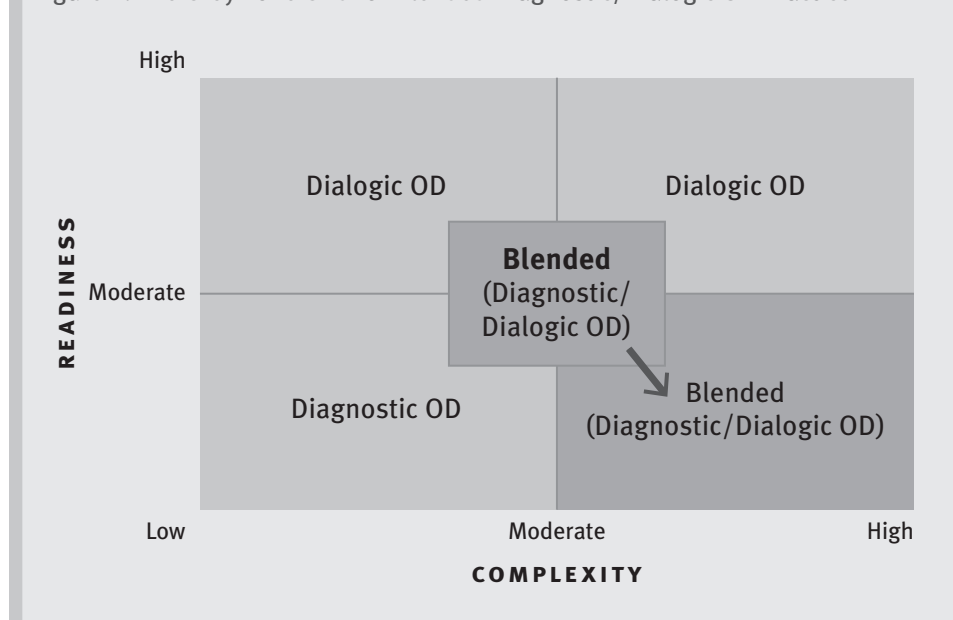 High
Dialogic OD
Dialogic OD
READINESS
Moderate
Blended
(Diagnostic/
Dialogic OD)
Diagnostic OD
Blended
(Diagnostic/Dialogic OD)
Low
Moderate
High
COMPLEXITY